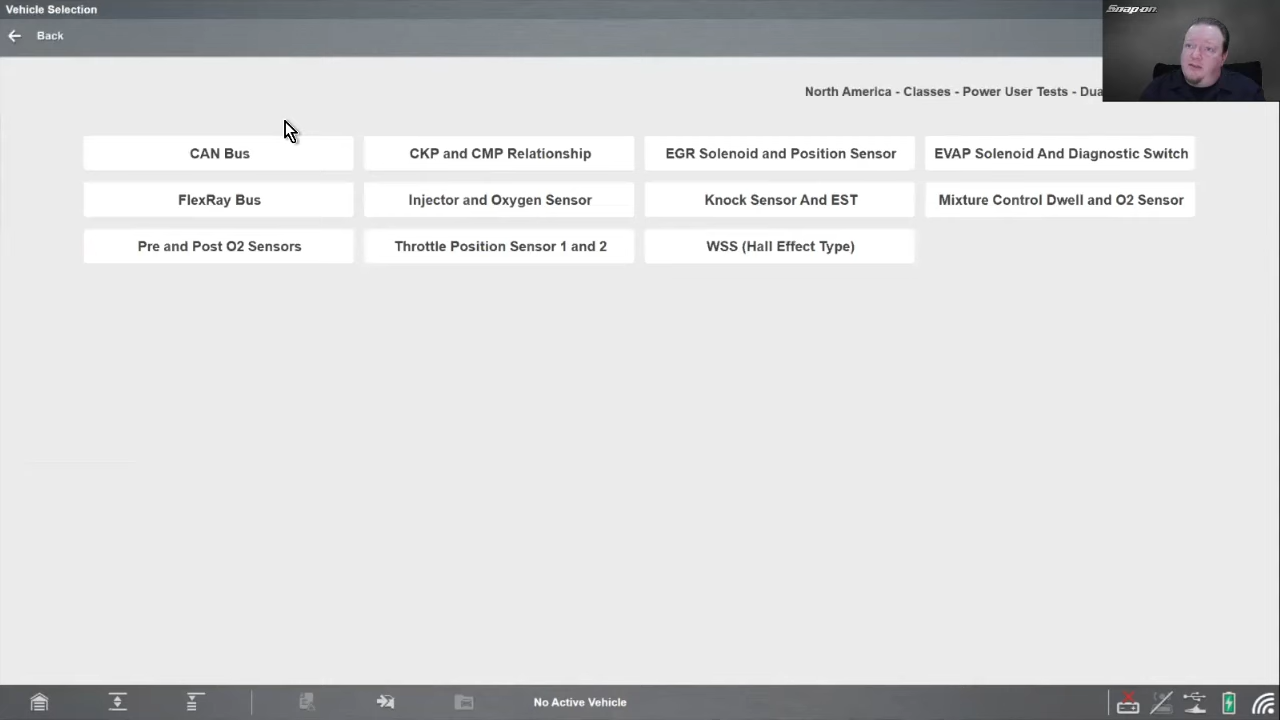 Vehicle Selection
Snap-on
Back
North America - Classes - Power User Tests - Dua
CAN Bus
CKP and CMP Relationship
EGR Solenoid and Position Sensor
EVAP Solenoid And Diagnostic Switch
FlexRay Bus
Injector and Oxygen Sensor
Knock Sensor And EST
Mixture Control Dwell and O2 Sensor
Pre and Post O2 Sensors
Throttle Position Sensor 1 and 2
WSS (Hall Effect Type)
No Active Vehicle